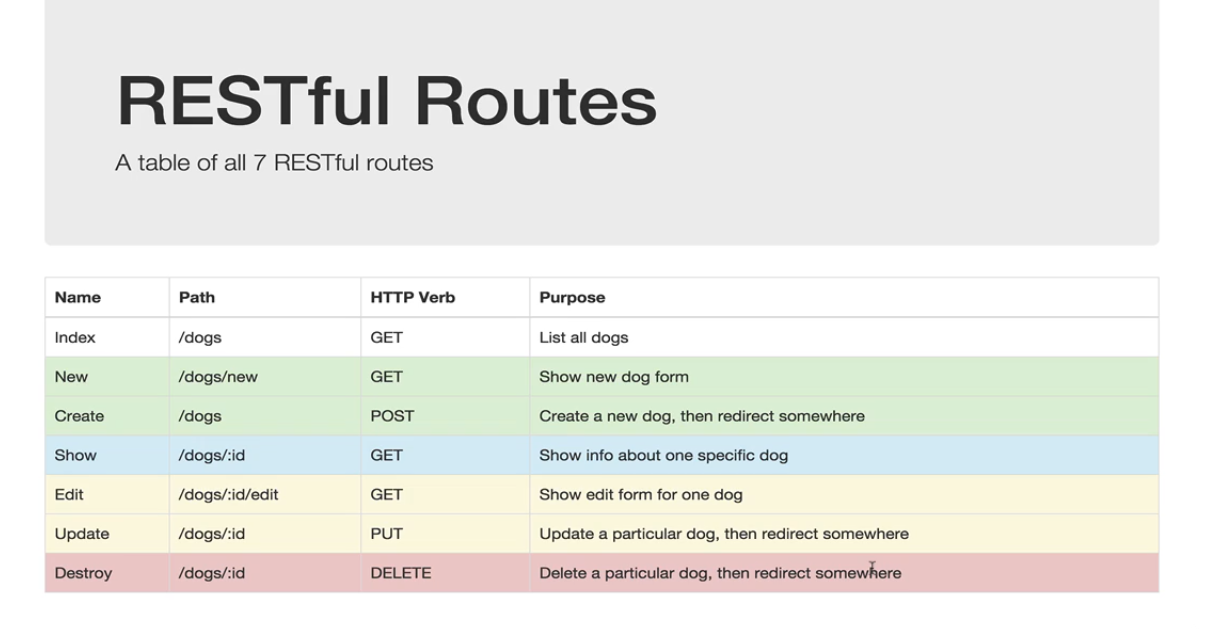 RESTful Routes
A table of all 7 RESTful routes
Name Path HTTP Verb Purpose
Index /dogs GET List all dogs
New /dogs/new GET Show new dog form
Create /dogs POST Create a new dog, then redirect somewhere
Show /dogs/:id GET Show info about one specific dog
Edit /dogs/:id/edit GET Show edit form for one dog
Update /dogs/:id PUT Update a particular dog, then redirect somewhere
Destroy /dogs/:id DELETE Delete a particular dog, then redirect somewhere